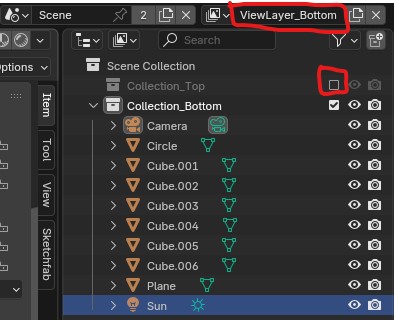 Scene 2 ViewLayer_Bottom
Search
Options
Scene Collection
Collection_Top
Collection_Bottom
Camera
Circle
Cube.001
Cube.002
Cube.003
Cube.004
Cube.005
Cube.006
Plane
Sun
Item
Tool
View
Sketchfab